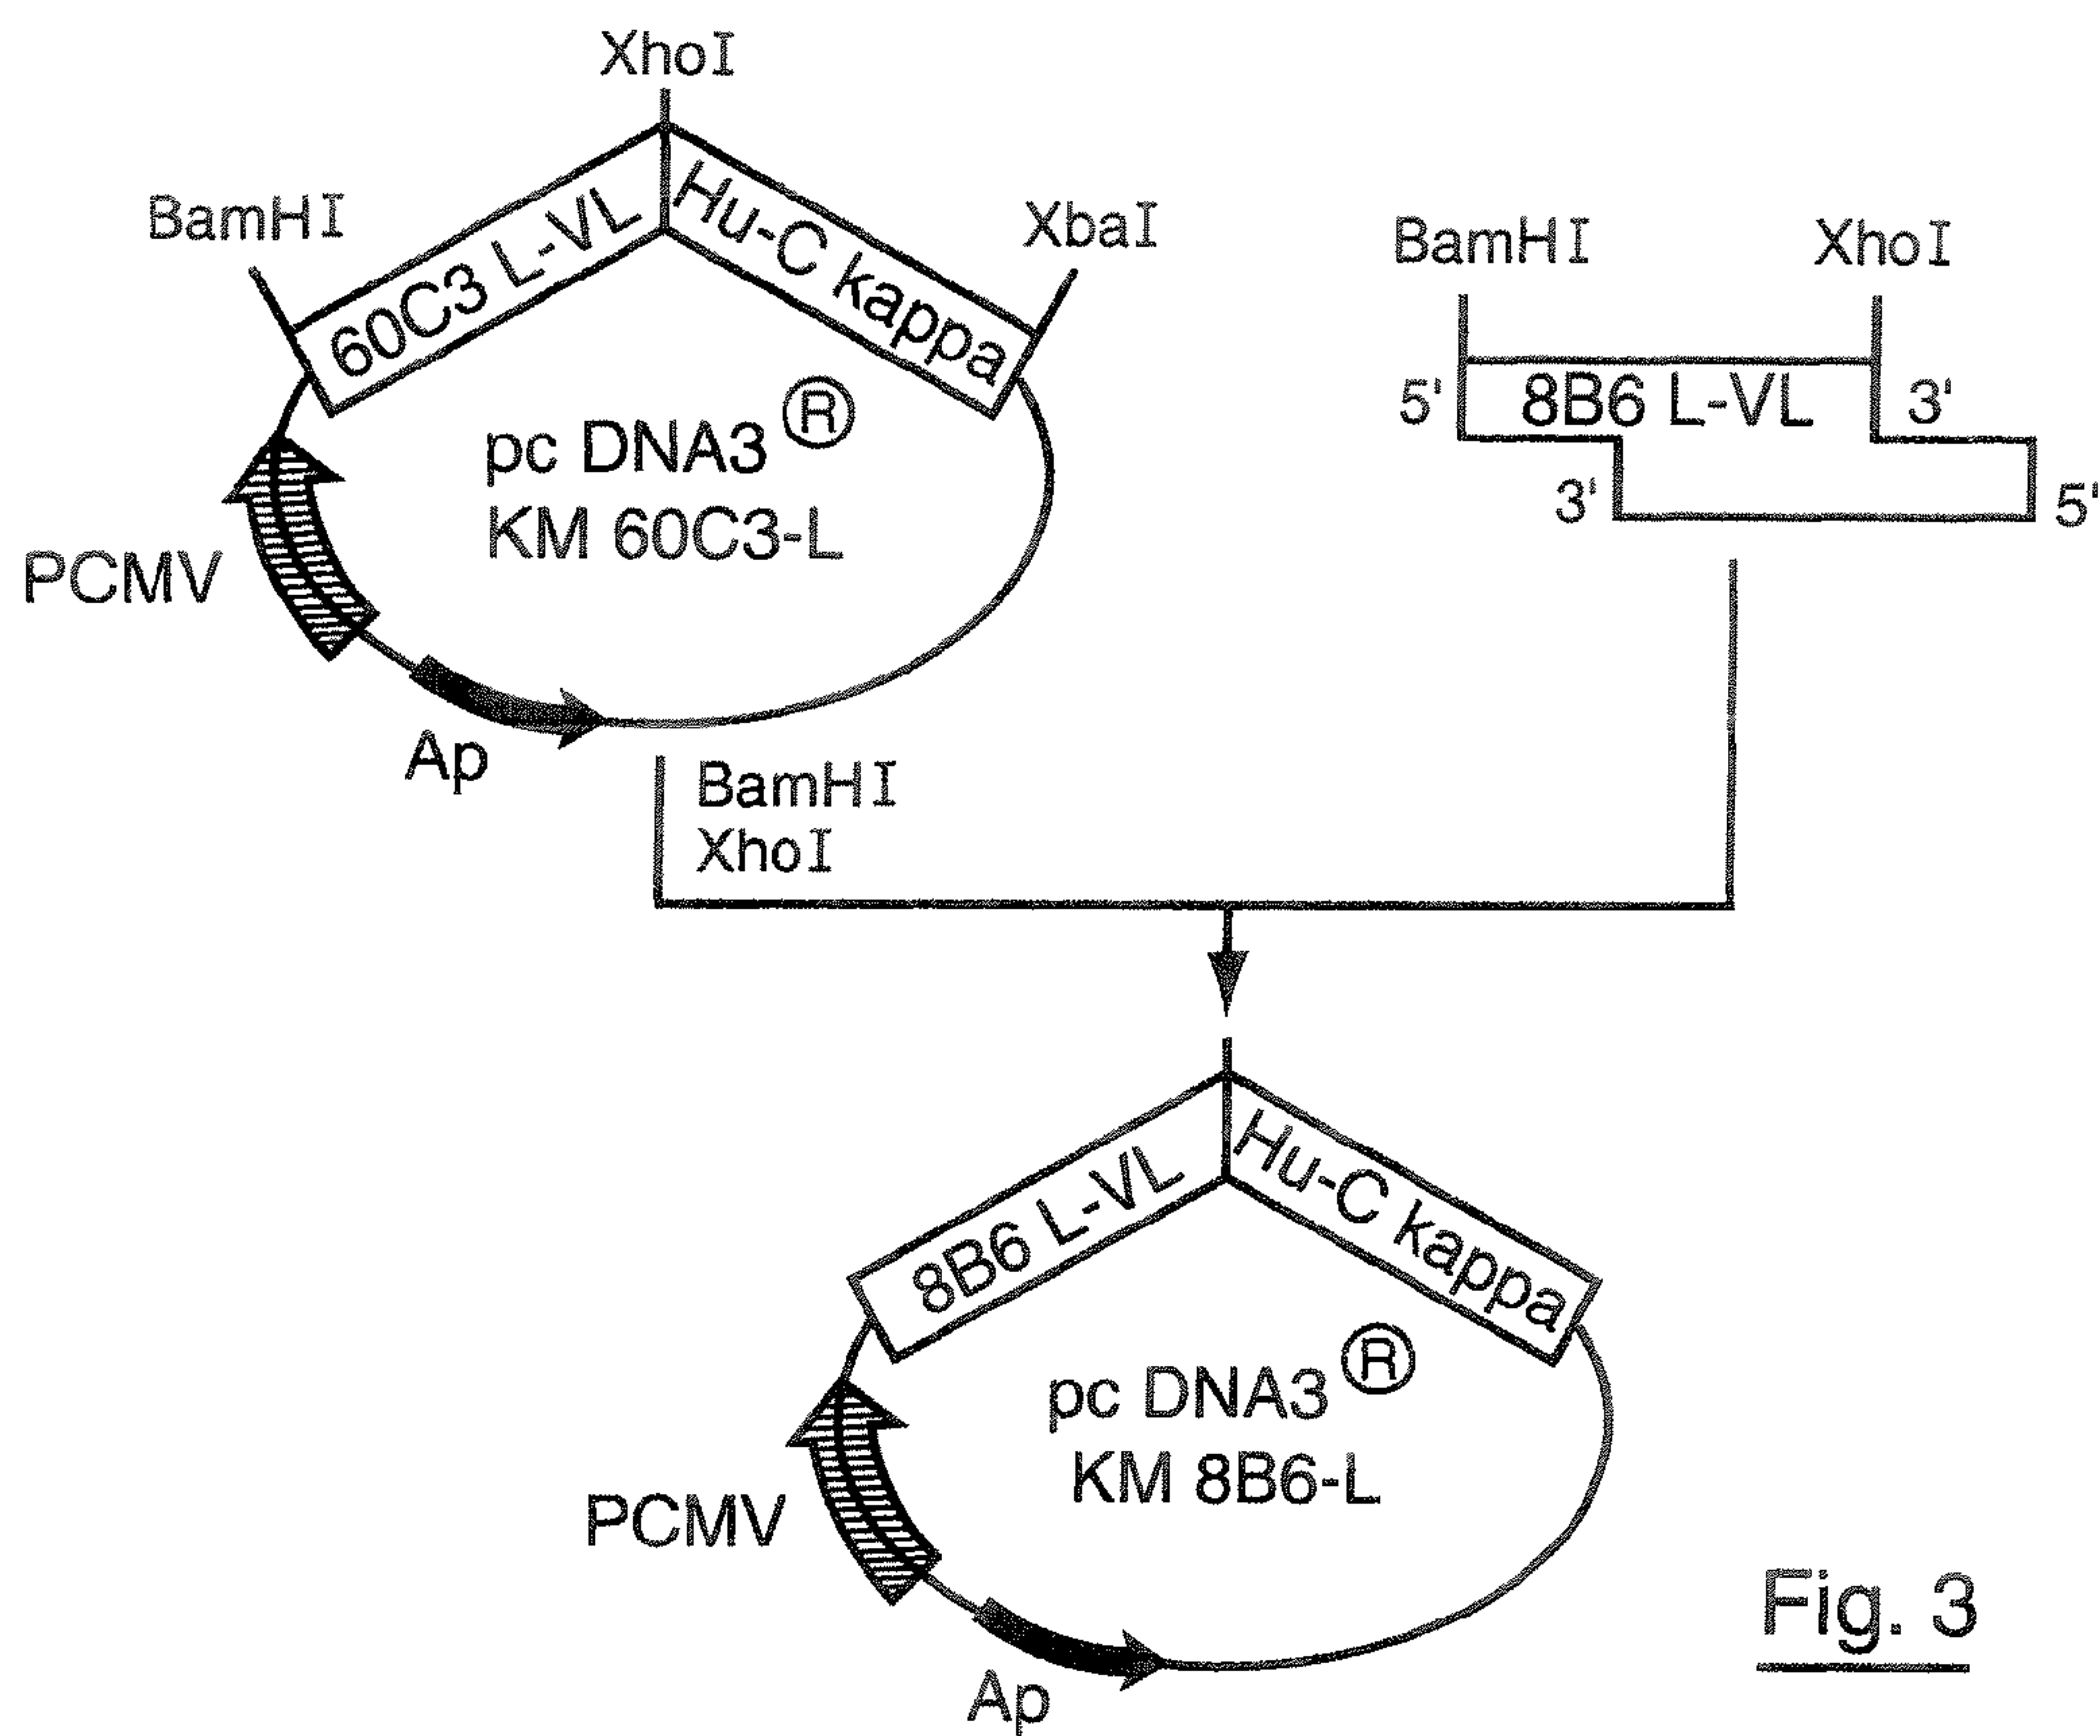 XhoI
BamHI
60C3 L-VL
Hu-C kappa
XbaI
pc DNA3 ®
KM 60C3-L
PCMV
Ap
BamHI
XhoI
BamHI
XhoI
5'
8B6 L-VL
3'
3'
5'
8B6 L-VL
Hu-C kappa
pc DNA3 ®
KM 8B6-L
PCMV
Ap
Fig. 3